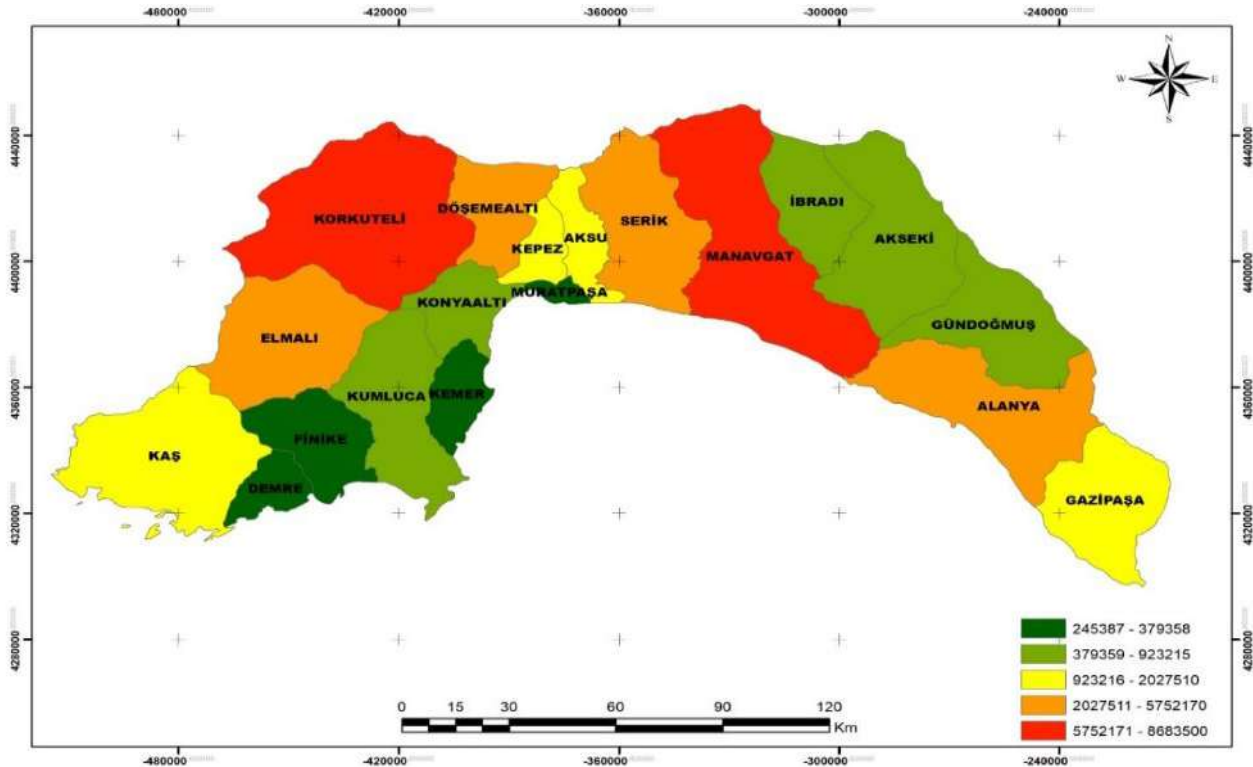 -480000 -420000 -360000 -300000 -240000
N
W E
S
4440000 4440000
KORKUTELİ
DÖŞEMEALTI
KEPEZ
AKSU
SERİK
MANAVGAT
İBRADI
AKSEKİ
4400000 4400000
MURATPAŞA
KONYAALTI
GÜNDOĞMUŞ
ELMALI
4360000 4360000
KUMLUCA
KEMER
ALANYA
FİNİKE
KAŞ
DEMRE
GAZİPAŞA
4320000 4320000
4280000 4280000
245387 - 379358
379359 - 923215
923216 - 2027510
2027511 - 5752170
5752171 - 8683500
0 15 30 60 90 120
Km
-480000 -420000 -360000 -300000 -240000